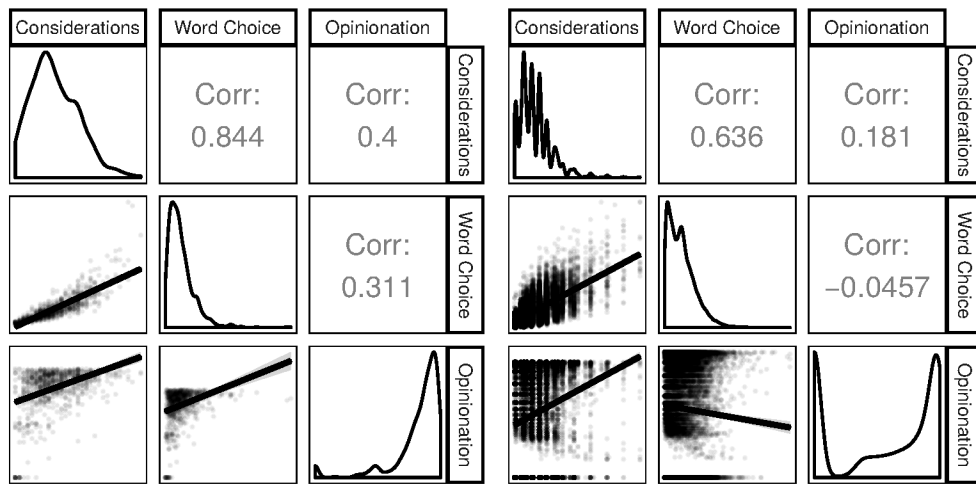 Considerations Word Choice Opinionation Considerations Word Choice Opinionation
Corr: Corr: Corr: Corr:
0.844 0.4 0.636 0.181
Considerations Considerations
Corr: Corr:
0.311 −0.0457
Word Choice Word Choice
Opinionation Opinionation